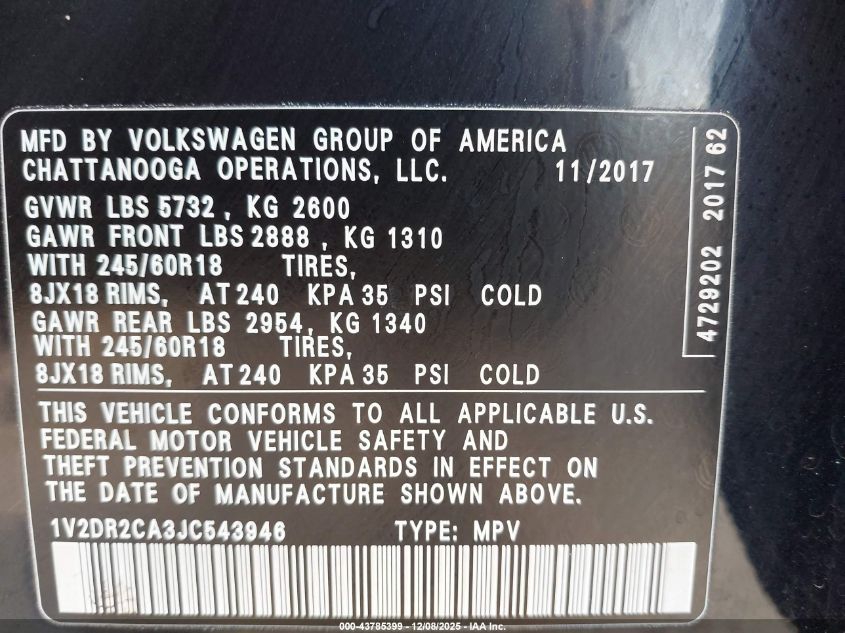 MFD BY VOLKSWAGEN GROUP OF AMERICA
CHATTANOOGA OPERATIONS, LLC. 11/2017
GVWR LBS 5732 , KG 2600
GAWR FRONT LBS 2888 , KG 1310
WITH 245/60R18 TIRES,
8JX18 RIMS, AT 240 KPA 35 PSI COLD
GAWR REAR LBS 2954, KG 1340
WITH 245/60R18 TIRES,
8JX18 RIMS, AT 240 KPA 35 PSI COLD
THIS VEHICLE CONFORMS TO ALL APPLICABLE U.S.
FEDERAL MOTOR VEHICLE SAFETY AND
THEFT PREVENTION STANDARDS IN EFFECT ON
THE DATE OF MANUFACTURE SHOWN ABOVE.
1V2DR2CA3JC543946 TYPE: MPV
4729202 2017 62
000-43785399 - 12/08/2025 - IAA Inc.